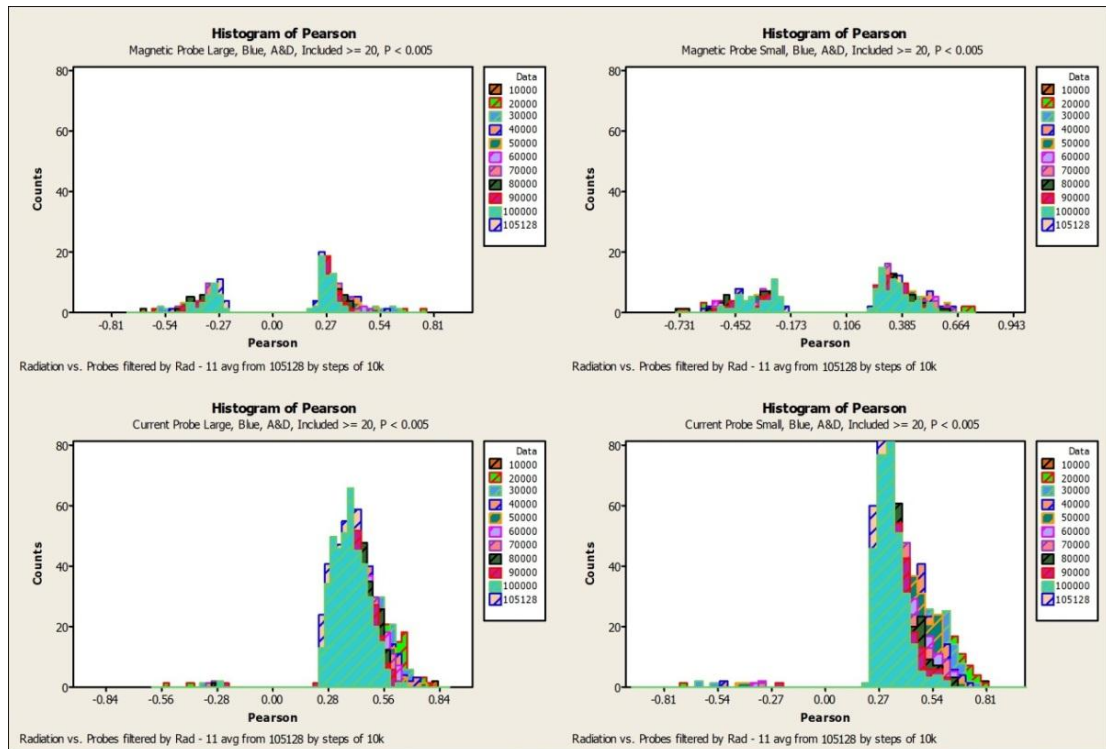 Histogram of Pearson
Magnetic Probe Large, Blue, A&D, Included >= 20, P < 0.005
80
60
40
20
0
Counts
-0.81 -0.54 -0.27 0.00 0.27 0.54 0.81
Pearson
Data
10000
20000
30000
40000
50000
60000
70000
80000
90000
100000
105128
Radiation vs. Probes filtered by Rad - 11 avg from 105128 by steps of 10k
Histogram of Pearson
Magnetic Probe Small, Blue, A&D, Included >= 20, P < 0.005
80
60
40
20
0
Counts
-0.731 -0.452 -0.173 0.106 0.385 0.664 0.943
Pearson
Data
10000
20000
30000
40000
50000
60000
70000
80000
90000
100000
105128
Radiation vs. Probes filtered by Rad - 11 avg from 105128 by steps of 10k
Histogram of Pearson
Current Probe Large, Blue, A&D, Included >= 20, P < 0.005
80
60
40
20
0
Counts
-0.84 -0.56 -0.28 0.00 0.28 0.56 0.84
Pearson
Data
10000
20000
30000
40000
50000
60000
70000
80000
90000
100000
105128
Radiation vs. Probes filtered by Rad - 11 avg from 105128 by steps of 10k
Histogram of Pearson
Current Probe Small, Blue, A&D, Included >= 20, P < 0.005
80
60
40
20
0
Counts
-0.81 -0.54 -0.27 0.00 0.27 0.54 0.81
Pearson
Data
10000
20000
30000
40000
50000
60000
70000
80000
90000
100000
105128
Radiation vs. Probes filtered by Rad - 11 avg from 105128 by steps of 10k